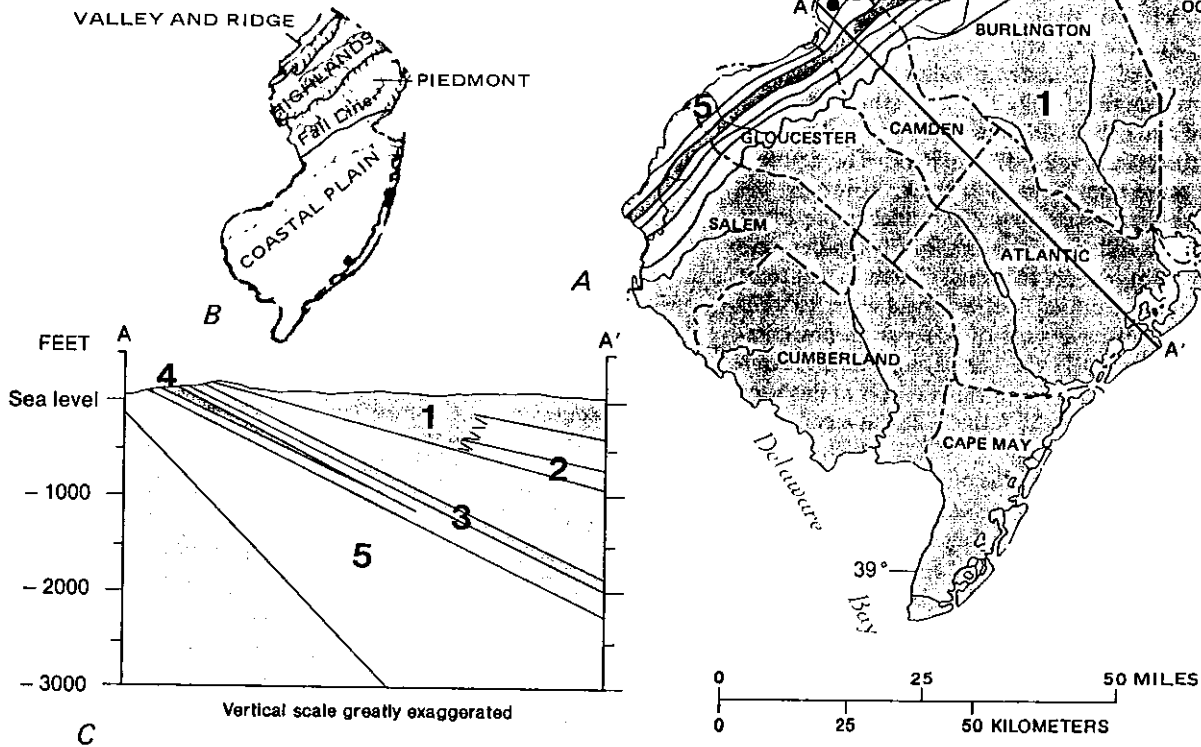 VALLEY AND RIDGE
HIGHLANDS
PIEDMONT
Fall Line
COASTAL PLAIN
B
A
BURLINGTON
1
5
GLOUCESTER
CAMDEN
SALEM
ATLANTIC
A
A'
CUMBERLAND
CAPE MAY
Delaware
Bay
39°
0 25 50 MILES
0 25 50 KILOMETERS
FEET
A
A'
4
Sea level
1
2
-1000
3
5
-2000
-3000
Vertical scale greatly exaggerated
C